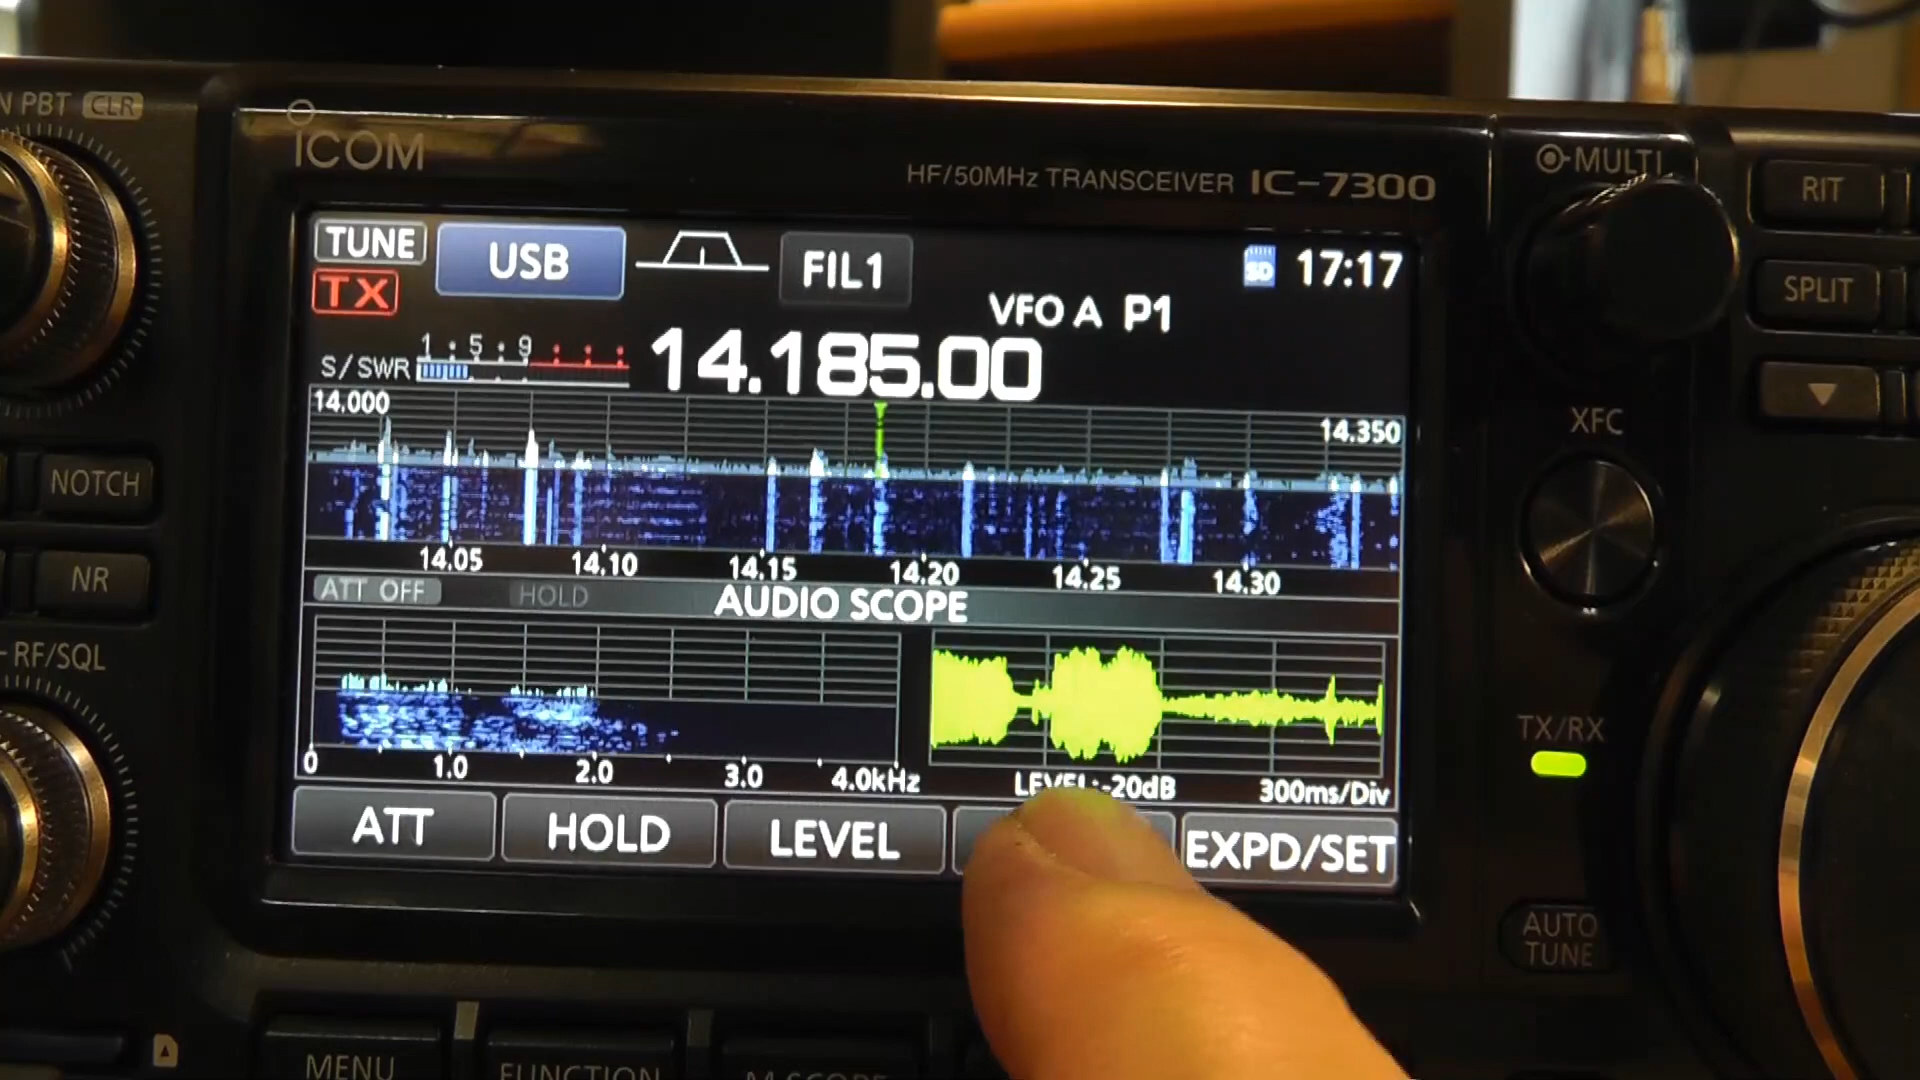 N PBT CLR
ICOM
HF/50MHz TRANSCEIVER IC-7300
MULTI
RIT
TUNE USB FIL1 SD 17:17
TX VFO A P1
SPLIT
1 5 9
S/SWR 14.185.00
14.000 14.350
XFC
NOTCH
14.05 14.10 14.15 14.20 14.25 14.30
NR
ATT OFF HOLD AUDIO SCOPE
RF/SQL
TX/RX
0 1.0 2.0 3.0 4.0kHz LEVEL:-20dB 300ms/Div
ATT HOLD LEVEL EXPD/SET
AUTO
TUNE
MENU FUNCTION M.SCOPE